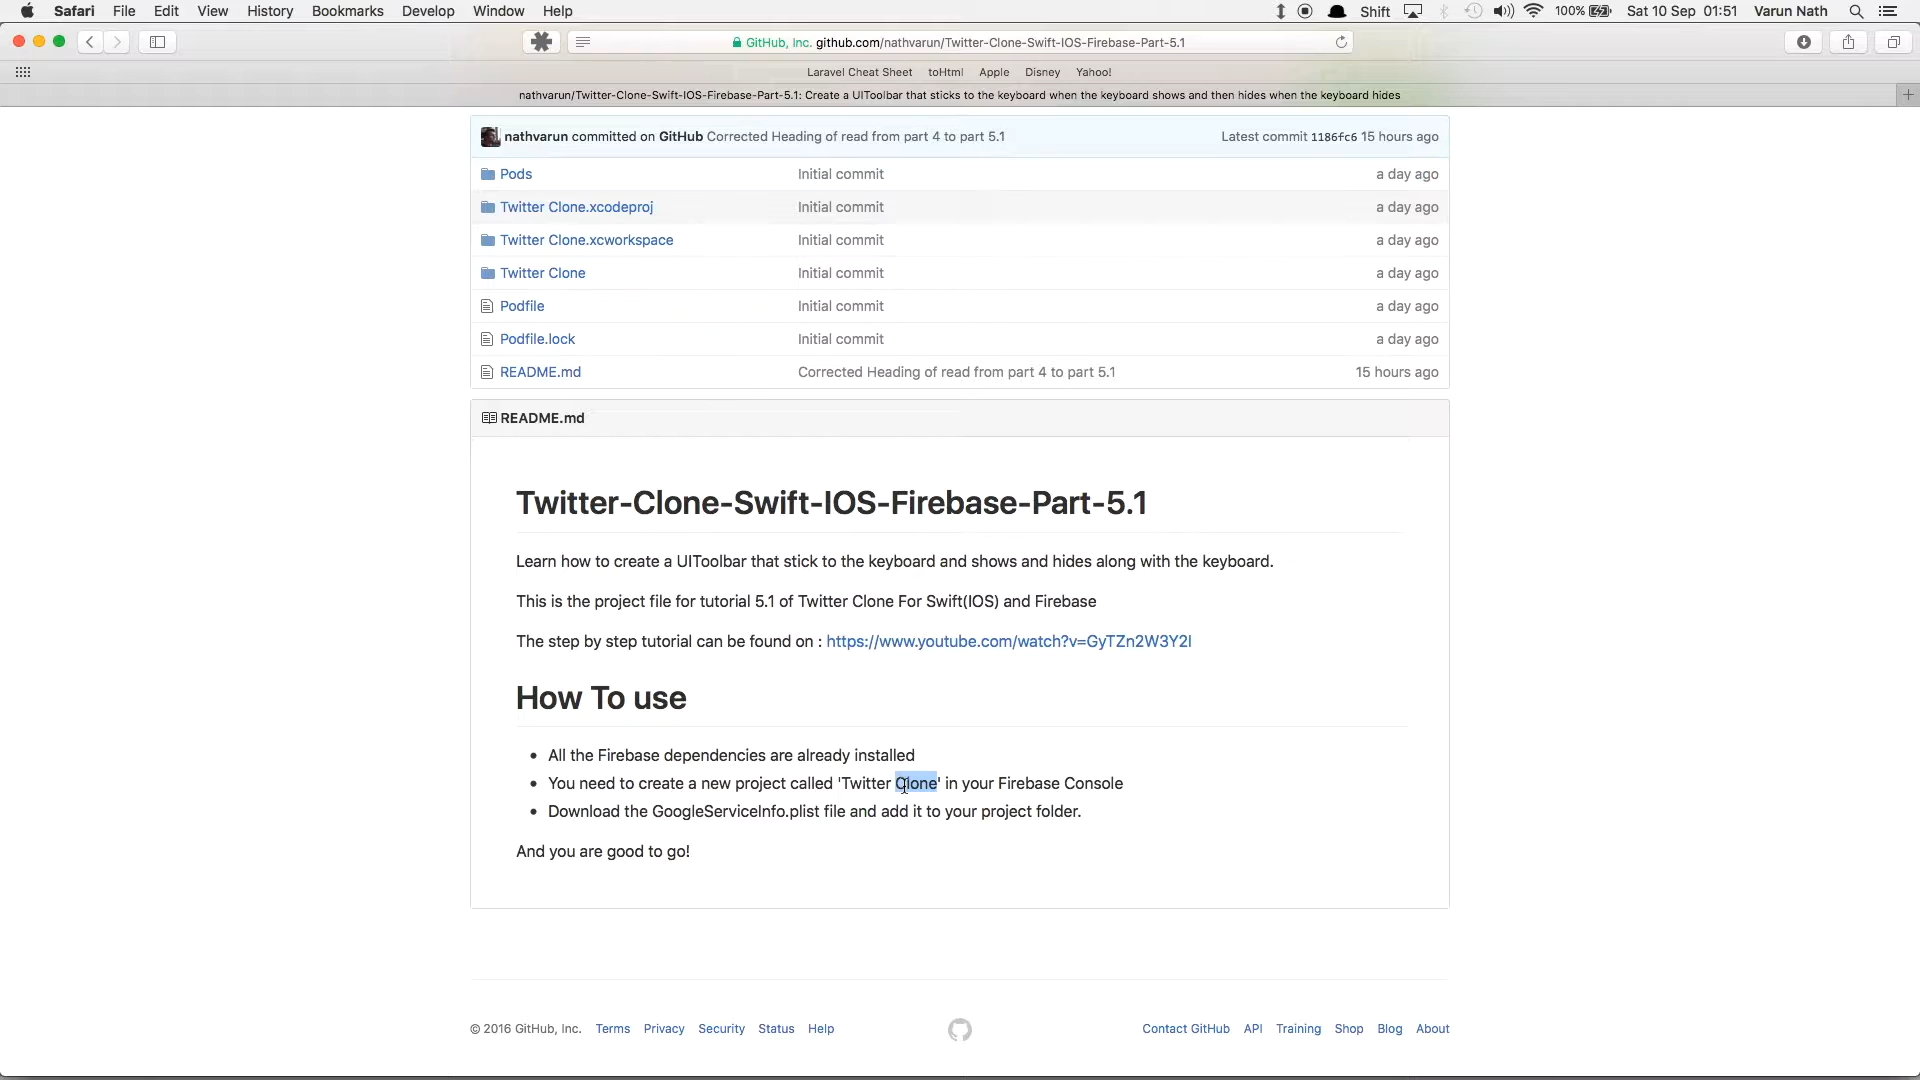 Safari File Edit View History Bookmarks Develop Window Help Shift 100% Sat 10 Sep 01:51 Varun Nath
GitHub, Inc. github.com/nathvarun/Twitter-Clone-Swift-IOS-Firebase-Part-5.1
Laravel Cheat Sheet toHtml Apple Disney Yahoo!
nathvarun/Twitter-Clone-Swift-IOS-Firebase-Part-5.1: Create a UIToolbar that sticks to the keyboard when the keyboard shows and then hides when the keyboard hides
nathvarun committed on GitHub Corrected Heading of read from part 4 to part 5.1 Latest commit 1186fc6 15 hours ago
Pods Initial commit a day ago
Twitter Clone.xcodeproj Initial commit a day ago
Twitter Clone.xcworkspace Initial commit a day ago
Twitter Clone Initial commit a day ago
Podfile Initial commit a day ago
Podfile.lock Initial commit a day ago
README.md Corrected Heading of read from part 4 to part 5.1 15 hours ago
README.md
Twitter-Clone-Swift-IOS-Firebase-Part-5.1
Learn how to create a UIToolbar that stick to the keyboard and shows and hides along with the keyboard.
This is the project file for tutorial 5.1 of Twitter Clone For Swift(IOS) and Firebase
The step by step tutorial can be found on : https://www.youtube.com/watch?v=GyTZn2W3Y2I
How To use
• All the Firebase dependencies are already installed
• You need to create a new project called 'Twitter Clone' in your Firebase Console
• Download the GoogleServiceInfo.plist file and add it to your project folder.
And you are good to go!
© 2016 GitHub, Inc. Terms Privacy Security Status Help Contact GitHub API Training Shop Blog About